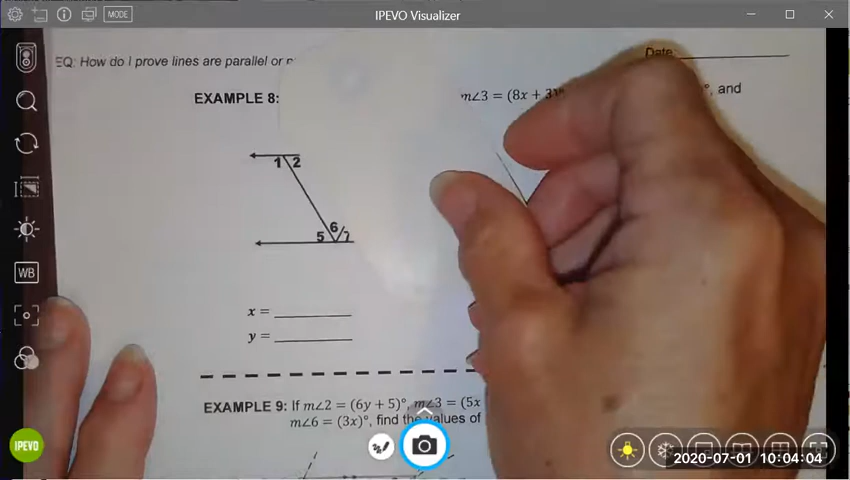 IPEVO Visualizer
MODE
EQ: How do I prove lines are parallel or
Date:
EXAMPLE 8:
m∠3 = (8x + 3)°
°, and
1 2
6
5
7
WB
x =
y =
EXAMPLE 9: If m∠2 = (6y + 5)°, m∠3 = (5x
m∠6 = (3x)°, find the values of
IPEVO
2020-07-01 10:04:04